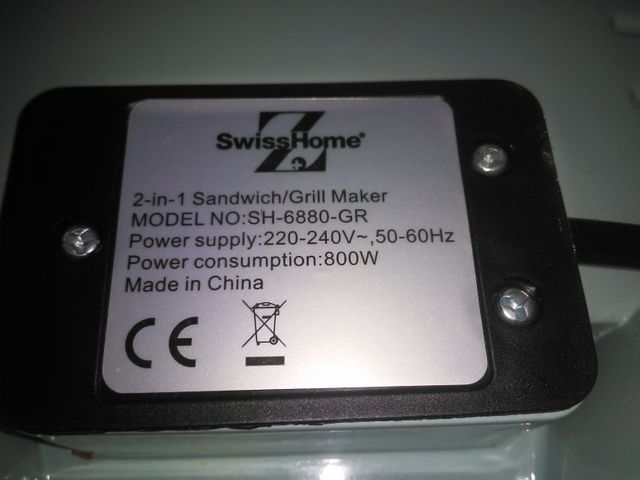 SwissHome®
2-in-1 Sandwich/Grill Maker
MODEL NO:SH-6880-GR
Power supply:220-240V~,50-60Hz
Power consumption:800W
Made in China
CE